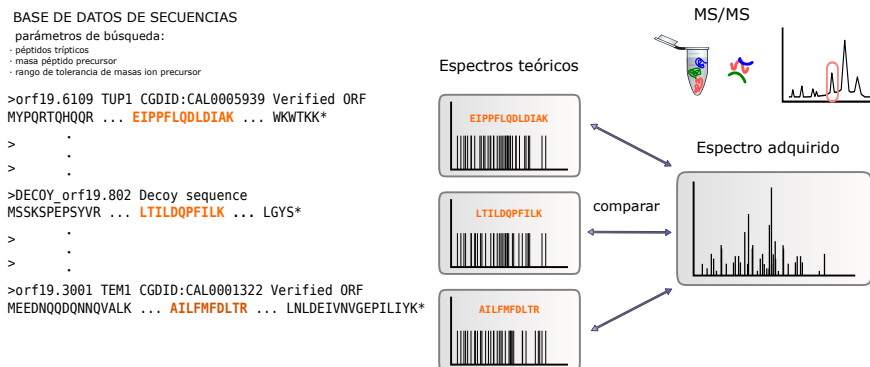 BASE DE DATOS DE SECUENCIAS
parámetros de búsqueda:
· péptidos trípticos
· masa péptido precursor
· rango de tolerancia de masas ion precursor
>orf19.6109 TUP1 CGDID:CAL0005939 Verified ORF
MYPQRTQHQQR ... EIPPFLQDLDIAK ... WKWTKK*
.
>
.
>
.
>DECOY_orf19.802 Decoy sequence
MSSKSPEPSYVR ... LTILDQPFILK ... LGYS*
.
>
.
>
.
>orf19.3001 TEM1 CGDID:CAL0001322 Verified ORF
MEEDNQQDQNNQVALK ... AILFMFDLTR ... LNLDEIVNVGEPILIYK*
Espectros teóricos
EIPPFLQDLDIAK
LTILDQPFILK
AILFMFDLTR
comparar
MS/MS
Espectro adquirido